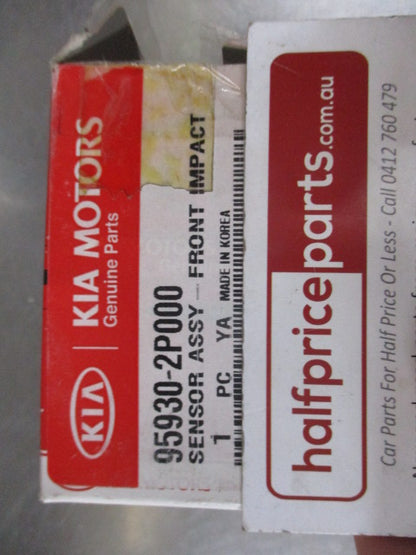 KIA
KIA MOTORS
Genuine Parts
95930-2P000
SENSOR ASSY-FRONT IMPACT
1 PC YA MADE IN KOREA
halfpriceparts.com.au
Car Parts For Half Price Or Less - Call 0412 760 479